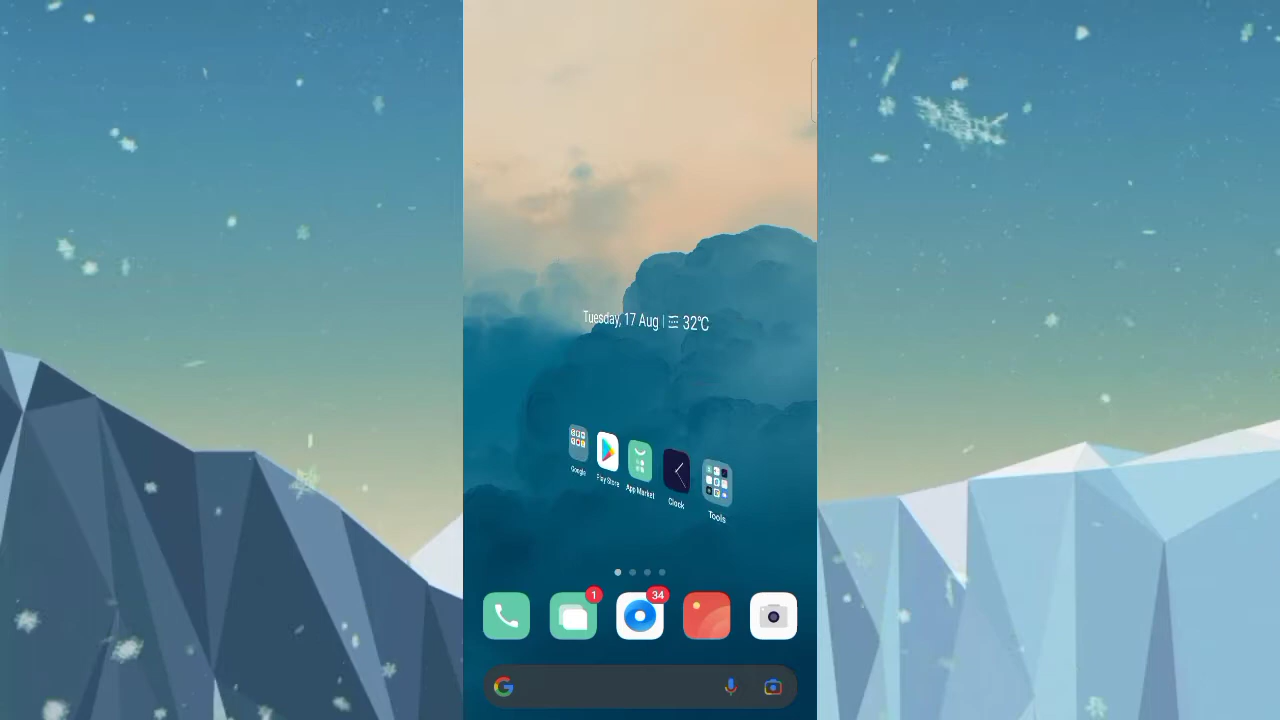 Tuesday, 17 Aug | 32°C
Google
Play Store
App Market
Clock
Tools
1
34
G